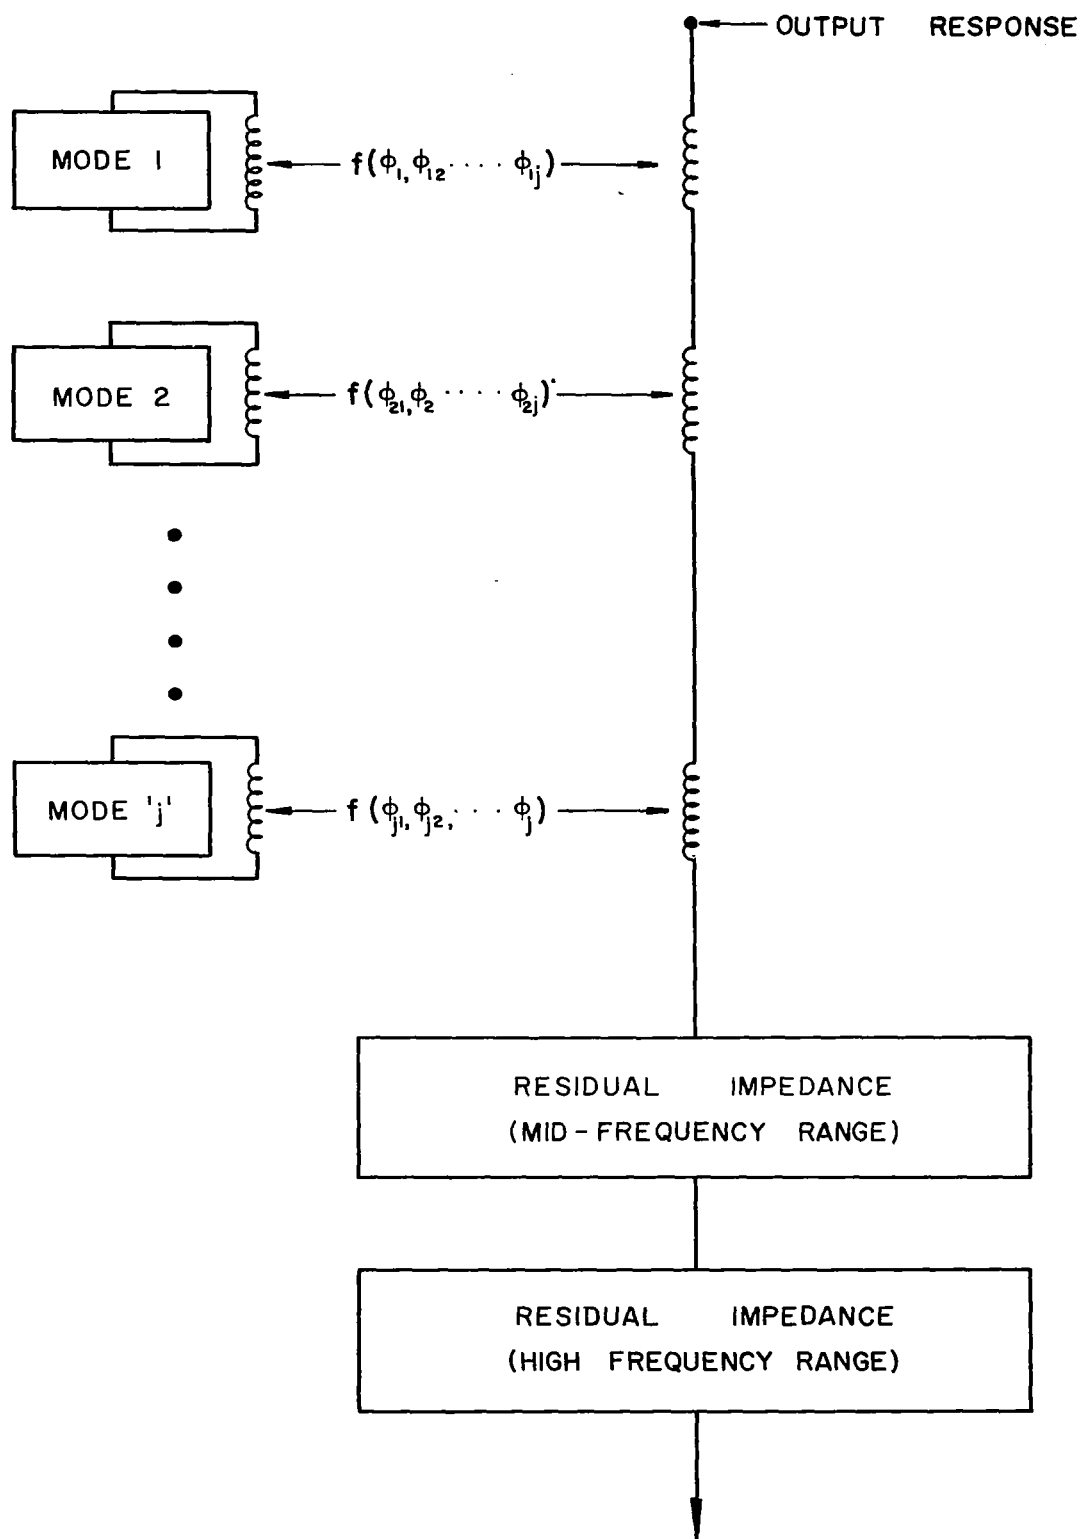 OUTPUT RESPONSE
MODE 1
f(ϕ₁, ϕ₁₂ ···· ϕ₁ⱼ)
MODE 2
f(ϕ₂₁, ϕ₂ ···· ϕ₂ⱼ)
MODE 'j'
f(ϕⱼ₁, ϕⱼ₂, ··· ϕⱼ)
RESIDUAL IMPEDANCE
(MID-FREQUENCY RANGE)
RESIDUAL IMPEDANCE
(HIGH FREQUENCY RANGE)